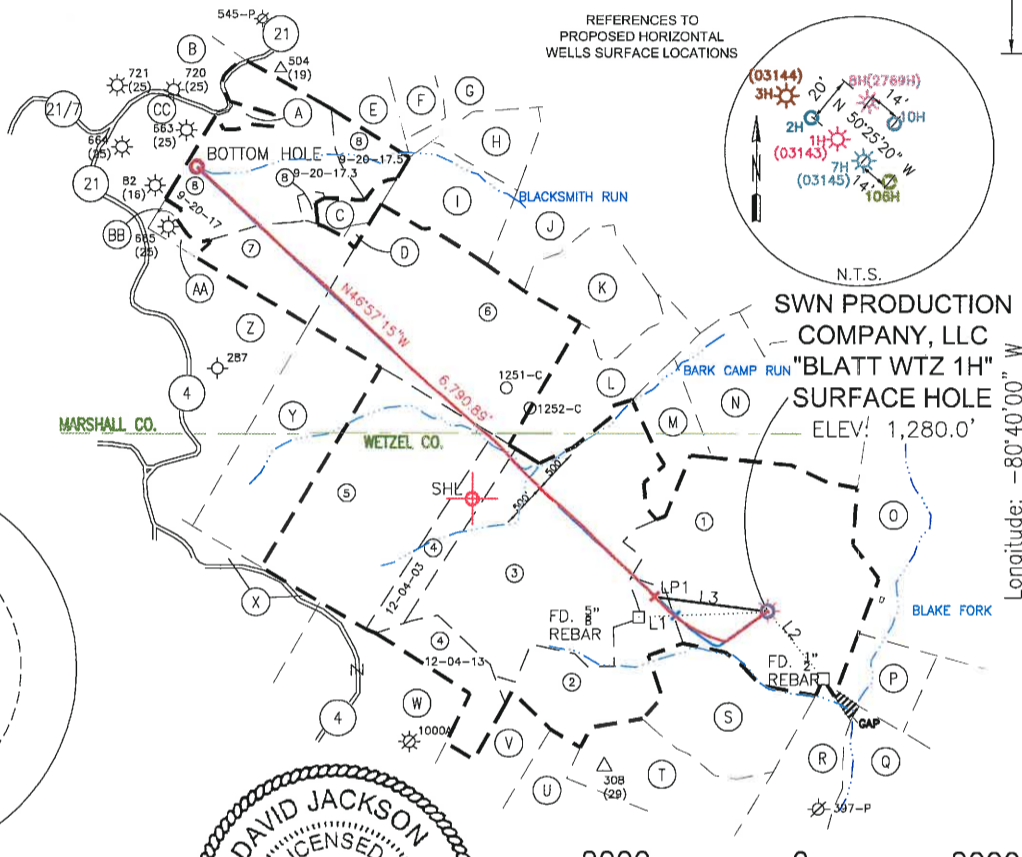 545-P
21
REFERENCES TO
PROPOSED HORIZONTAL
WELLS SURFACE LOCATIONS
B
504
(19)
721
(25)
720
(25)
21/7
CC
A
E
F
G
H
563
(25)
8
9-20-17.5
BOTTOM HOLE
9-20-17.3
21
82
(16)
8
9-20-17
8
C
I
BLACKSMITH RUN
J
BB
(25)
7
D
AA
K
(03144)
3H
20'
8H(2769H)
14'
N 50°25'20" W
10H
2H
1H
(03143)
7H
(03145)
14'
106H
N
N.T.S.
SWN PRODUCTION
COMPANY, LLC
"BLATT WTZ 1H"
SURFACE HOLE
ELEV: 1,280.0'
Longitude: -80°40'00" W
N46°57'15"W
6
Z
287
4
1251-C
1252-C
L
BARK CAMP RUN
6,790.89'
Y
M
N
MARSHALL CO.
WETZEL CO.
500'
500'
5
SHL
O
1
4
12-04-03
3
X
LP1
L3
FD. 5/8"
REBAR
L1
L2
BLAKE FORK
4
12-04-13
FD. 1/2"
REBAR
P
2
W
1000A
S
GAP
4
V
R
Q
U
308
(29)
T
397-P
DAVID JACKSON
LICENSED